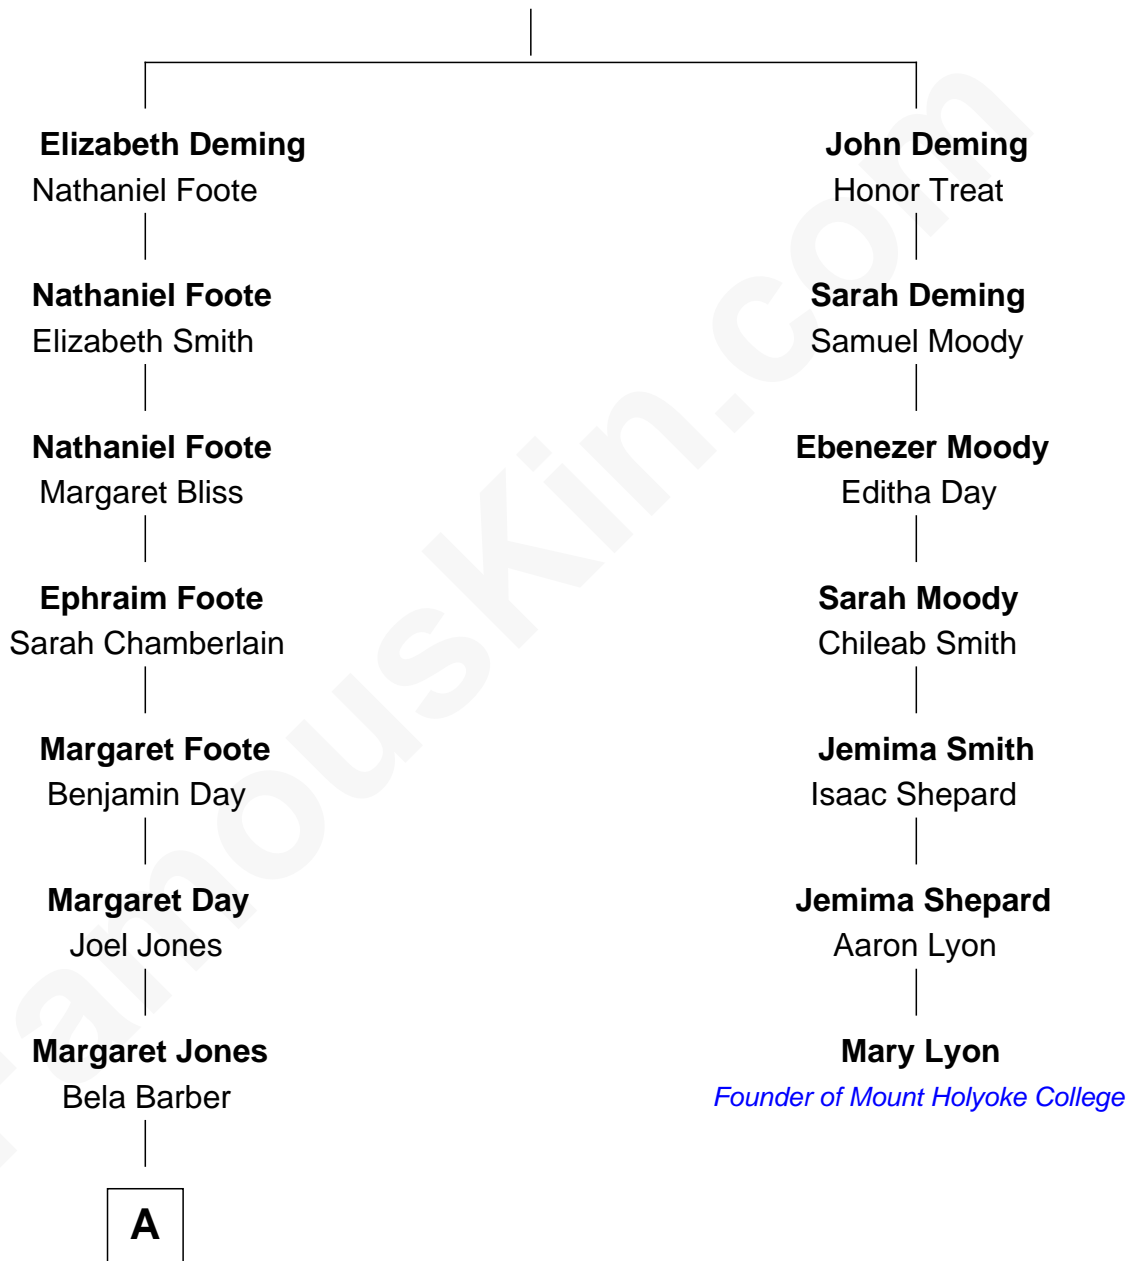 Elizabeth Deming
Nathaniel Foote
Nathaniel Foote
Elizabeth Smith
Nathaniel Foote
Margaret Bliss
Ephraim Foote
Sarah Chamberlain
Margaret Foote
Benjamin Day
Margaret Day
Joel Jones
Margaret Jones
Bela Barber
A
John Deming
Honor Treat
Sarah Deming
Samuel Moody
Ebenezer Moody
Editha Day
Sarah Moody
Chileab Smith
Jemima Smith
Isaac Shepard
Jemima Shepard
Aaron Lyon
Mary Lyon
Founder of Mount Holyoke College
FamousKin.com